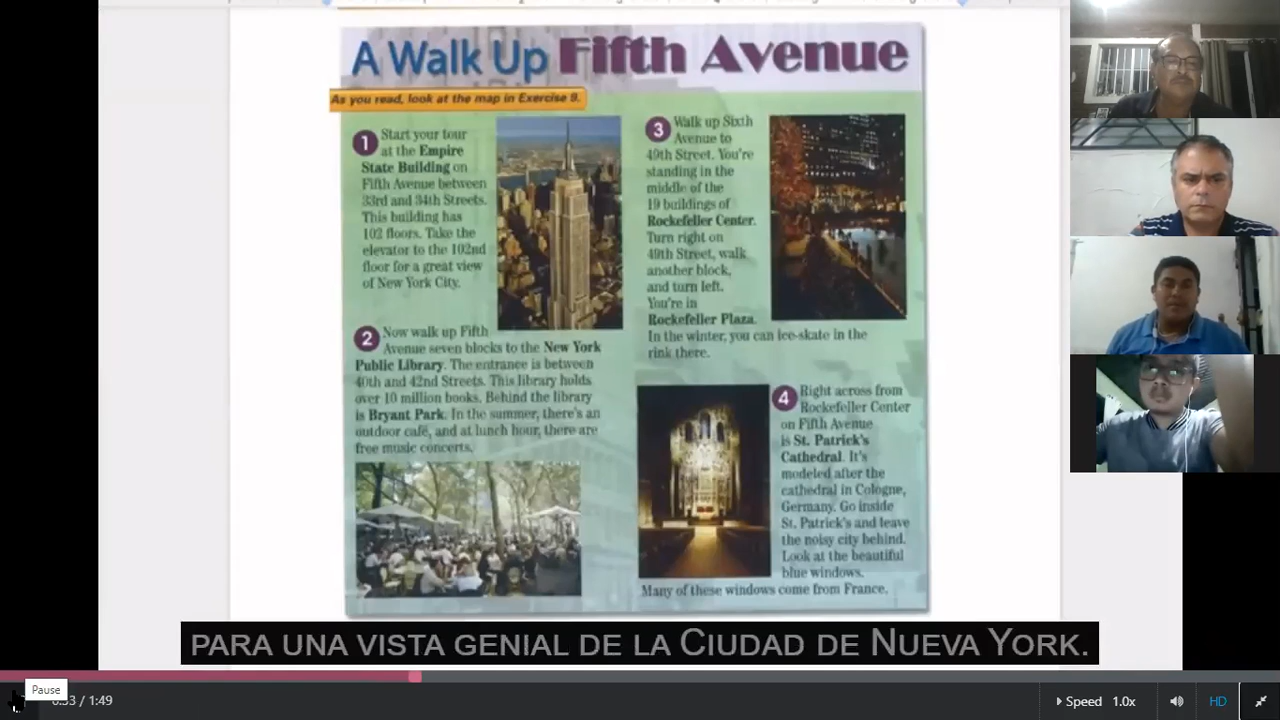 A Walk Up Fifth Avenue
As you read, look at the map in Exercise 9.
1 Start your tour
at the Empire
State Building on
Fifth Avenue between
33rd and 34th Streets.
This building has
102 floors. Take the
elevator to the 102nd
floor for a great view
of New York City.
2 Now walk up Fifth
Avenue seven blocks to the New York
Public Library. The entrance is between
40th and 42nd Streets. This library holds
over 10 million books. Behind the library
is Bryant Park. In the summer, there's an
outdoor café, and at lunch hour, there are
free music concerts.
3 Walk up Sixth
Avenue to
49th Street. You're
standing in the
middle of the
19 buildings of
Rockefeller Center.
Turn right on
49th Street, walk
another block,
and turn left.
You're in
Rockefeller Plaza.
In the winter, you can ice-skate in the
rink there.
4 Right across from
Rockefeller Center
on Fifth Avenue
is St. Patrick's
Cathedral. It's
modeled after the
cathedral in Cologne,
Germany. Go inside
St. Patrick's and leave
the noisy city behind.
Look at the beautiful
blue windows.
Many of these windows come from France.
PARA UNA VISTA GENIAL DE LA CIUDAD DE NUEVA YORK.
Pause
/ 1:49
Speed 1.0x
HD